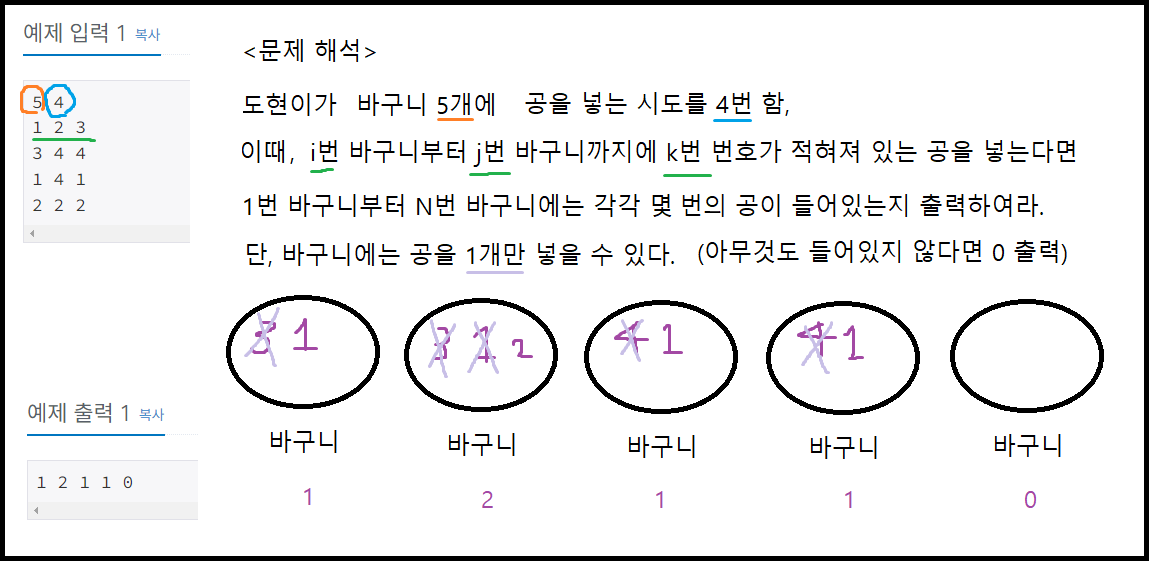 예제 입력 1 복사
5 4
1 2 3
3 4 4
1 4 1
2 2 2
<문제 해석>
도현이가 바구니 5개에 공을 넣는 시도를 4번 함,
이때, i번 바구니부터 j번 바구니까지에 k번 번호가 적혀져 있는 공을 넣는다면
1번 바구니부터 N번 바구니에는 각각 몇 번의 공이 들어있는지 출력하여라.
단, 바구니에는 공을 1개만 넣을 수 있다. (아무것도 들어있지 않다면 0 출력)
3 1
3 1 2
4 1
4 1
바구니 바구니 바구니 바구니 바구니
1 2 1 1 0
예제 출력 1 복사
1 2 1 1 0